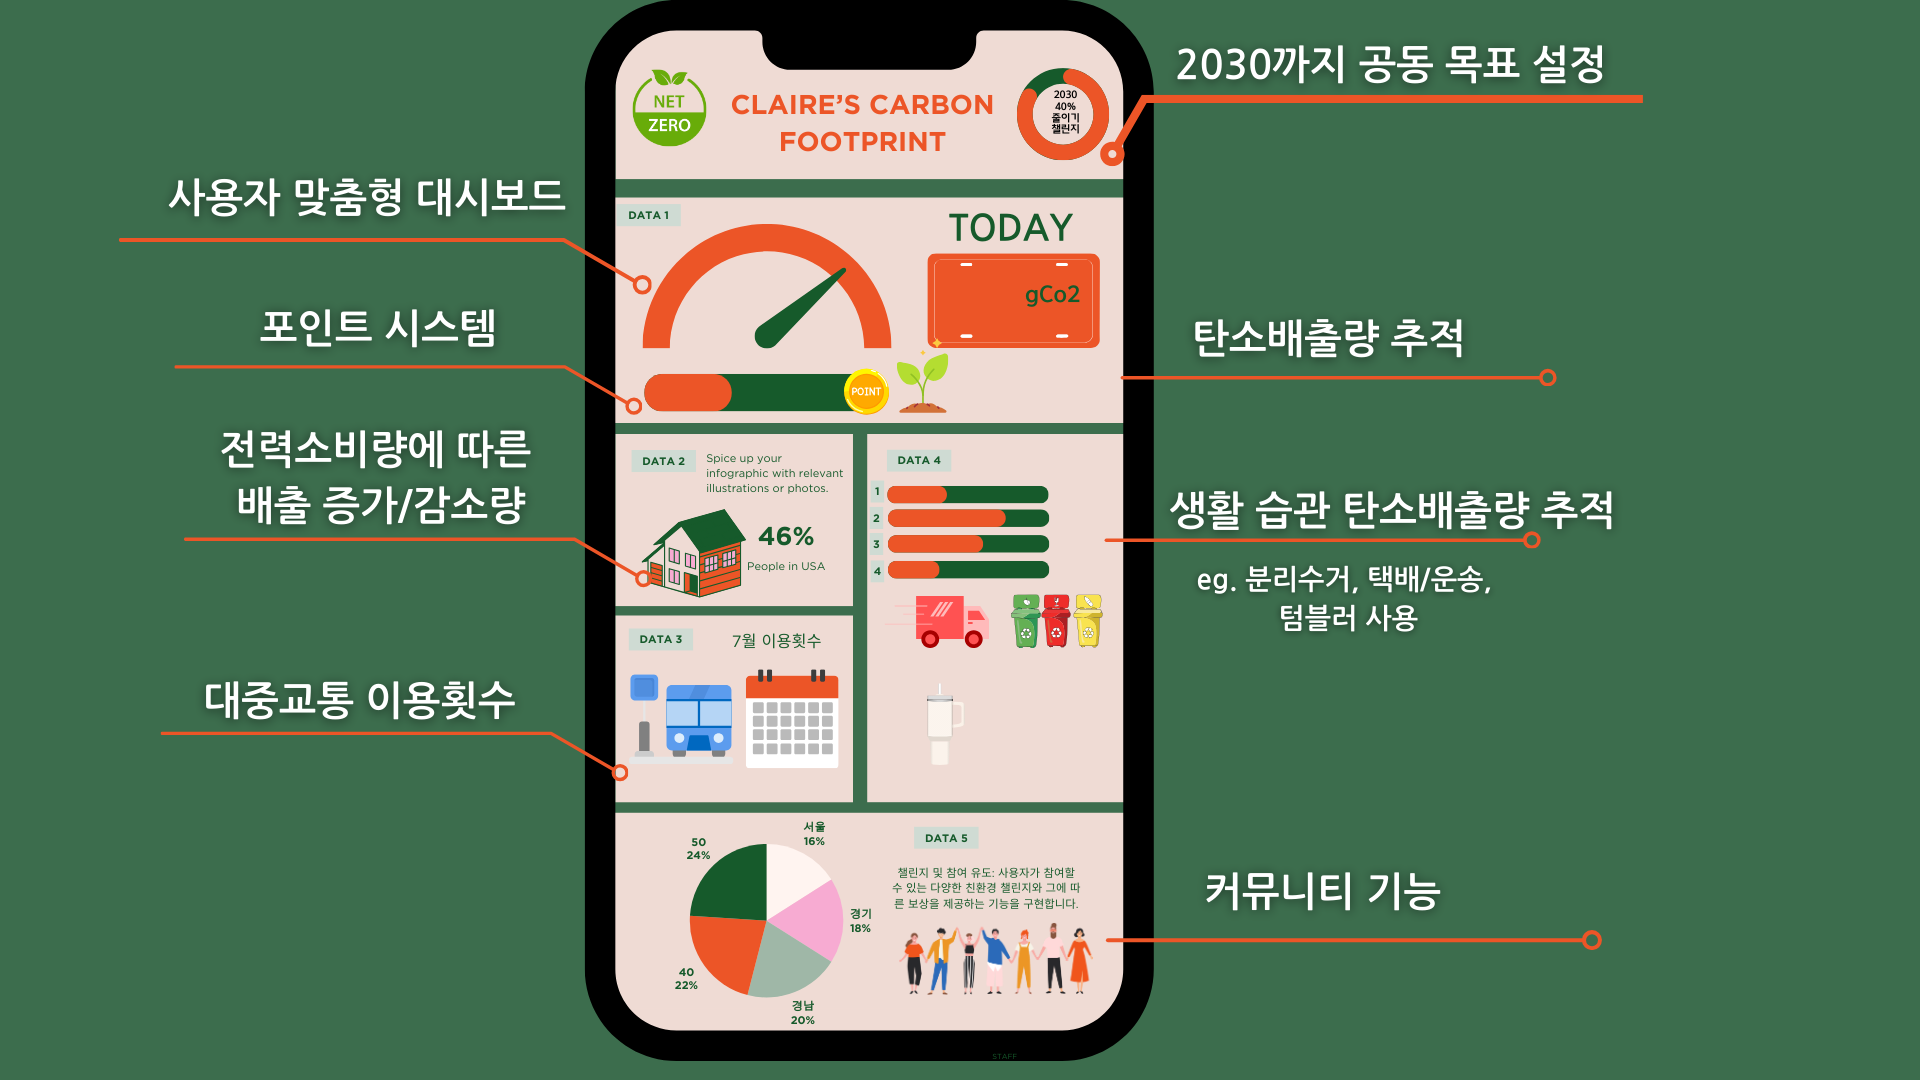 2030까지 공동 목표 설정
NET
ZERO
CLAIRE’S CARBON
FOOTPRINT
2030
40%
줄이기
챌린지
사용자 맞춤형 대시보드
DATA 1
TODAY
gCo2
포인트 시스템
POINT
탄소배출량 추적
전력소비량에 따른
배출 증가/감소량
DATA 2
Spice up your
infographic with relevant
illustrations or photos.
46%
People in USA
DATA 4
1
2
3
4
생활 습관 탄소배출량 추적
eg. 분리수거, 택배/운송,
텀블러 사용
DATA 3
7월 이용횟수
대중교통 이용횟수
50
24%
서울
16%
경기
18%
40
22%
경남
20%
DATA 5
챌린지 및 참여 유도: 사용자가 참여할
수 있는 다양한 친환경 챌린지와 그에 따
른 보상을 제공하는 기능을 구현합니다.
커뮤니티 기능
STAFF